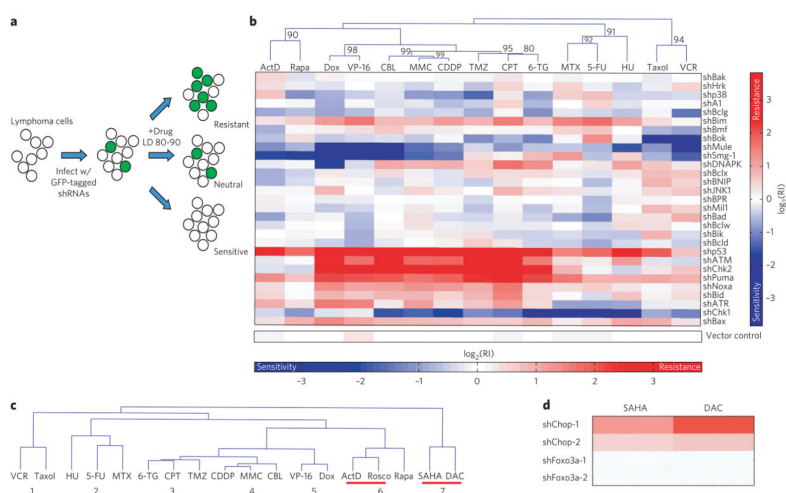 a
Lymphoma cells
Infect w/
GFP-tagged
shRNAs
+Drug
LD 80-90
Resistant
Neutral
Sensitive
b
90
98
99
99
95
80
92
91
94
ActD Rapa Dox VP-16 CBL MMC CDDP TMZ CPT 6-TG MTX 5-FU HU Taxol VCR
shBak
shHrk
shp38
shA1
shBclg
shBim
shBmf
shBok
shMule
shSmg-1
shDNAPK
shBclx
shBNIP
shJNK1
shBPR
shMil1
shBad
shBclw
shBik
shBcld
shp53
shATM
shChk2
shPuma
shNoxa
shBid
shATR
shChk1
shBax
Vector control
Resistance
3
2
1
0
−1
−2
−3
Sensitivity
log2(RI)
log2(RI)
Sensitivity
Resistance
−3 −2 −1 0 1 2 3
c
VCR Taxol HU 5-FU MTX 6-TG CPT TMZ CDDP MMC CBL VP-16 Dox ActD Rosco Rapa SAHA DAC
1 2 3 4 5 6 7
d
SAHA DAC
shChop-1
shChop-2
shFoxo3a-1
shFoxo3a-2